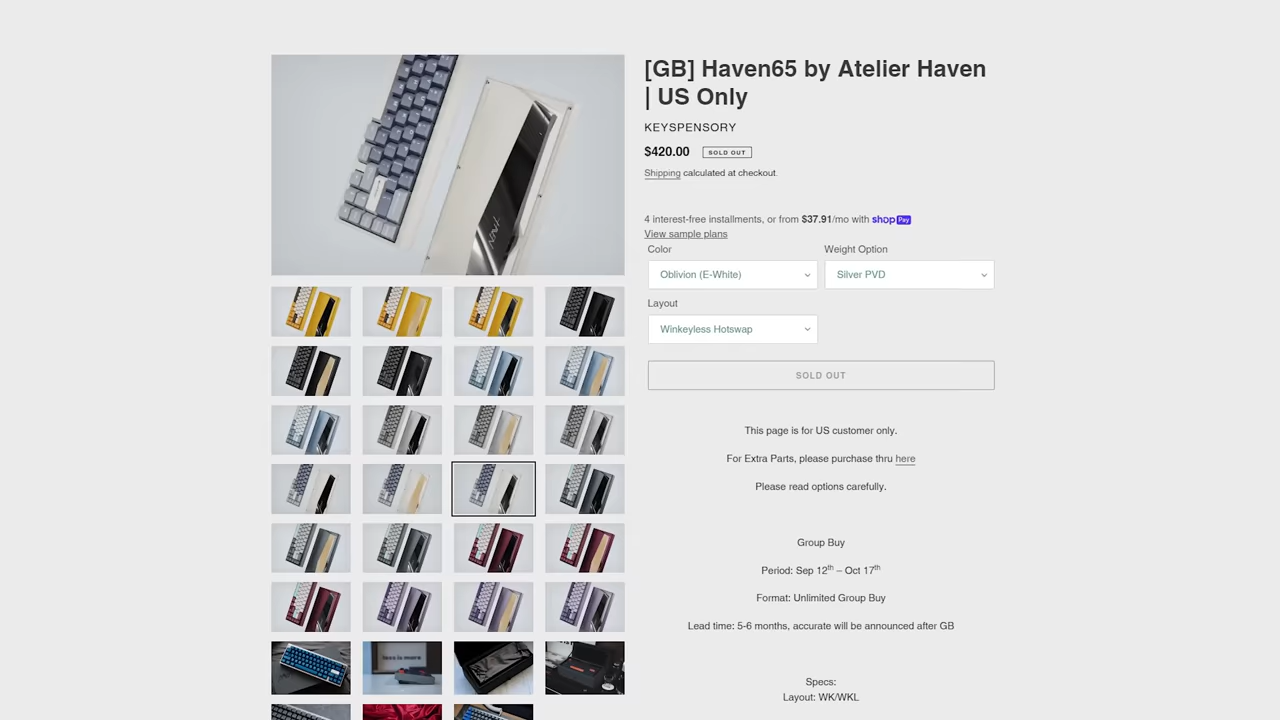 [GB] Haven65 by Atelier Haven
| US Only
KEYSPENSORY
$420.00 SOLD OUT
Shipping calculated at checkout.
4 interest-free installments, or from $37.91/mo with shop Pay
View sample plans
Color Weight Option
Oblivion (E-White) Silver PVD
Layout
Winkeyless Hotswap
SOLD OUT
This page is for US customer only.
For Extra Parts, please purchase thru here
Please read options carefully.
Group Buy
Period: Sep 12th – Oct 17th
Format: Unlimited Group Buy
Lead time: 5-6 months, accurate will be announced after GB
Specs:
Layout: WK/WKL
less is more